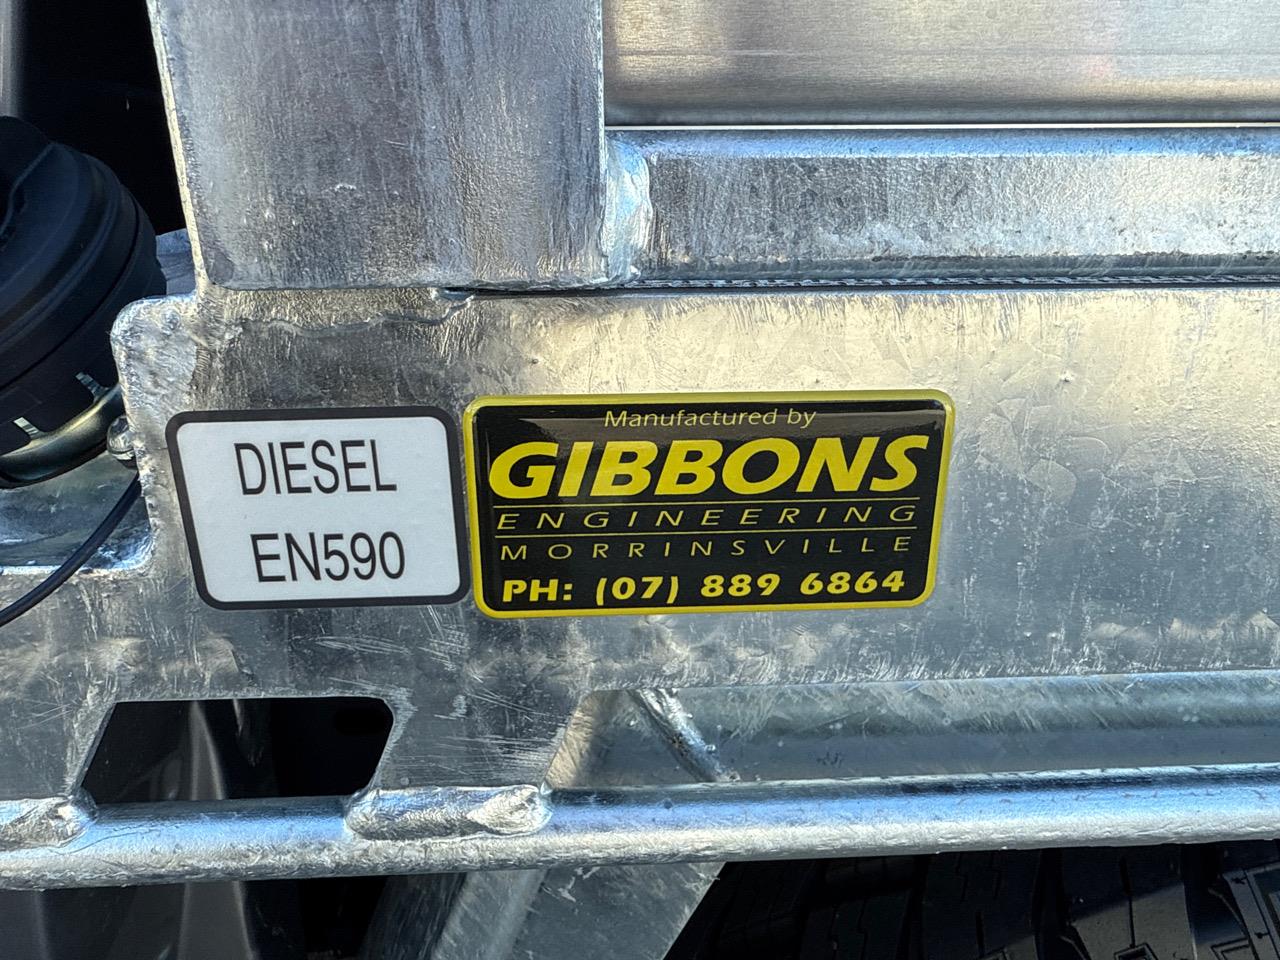 DIESEL
EN590
Manufactured by
GIBBONS
ENGINEERING
MORRINSVILLE
PH: (07) 889 6864